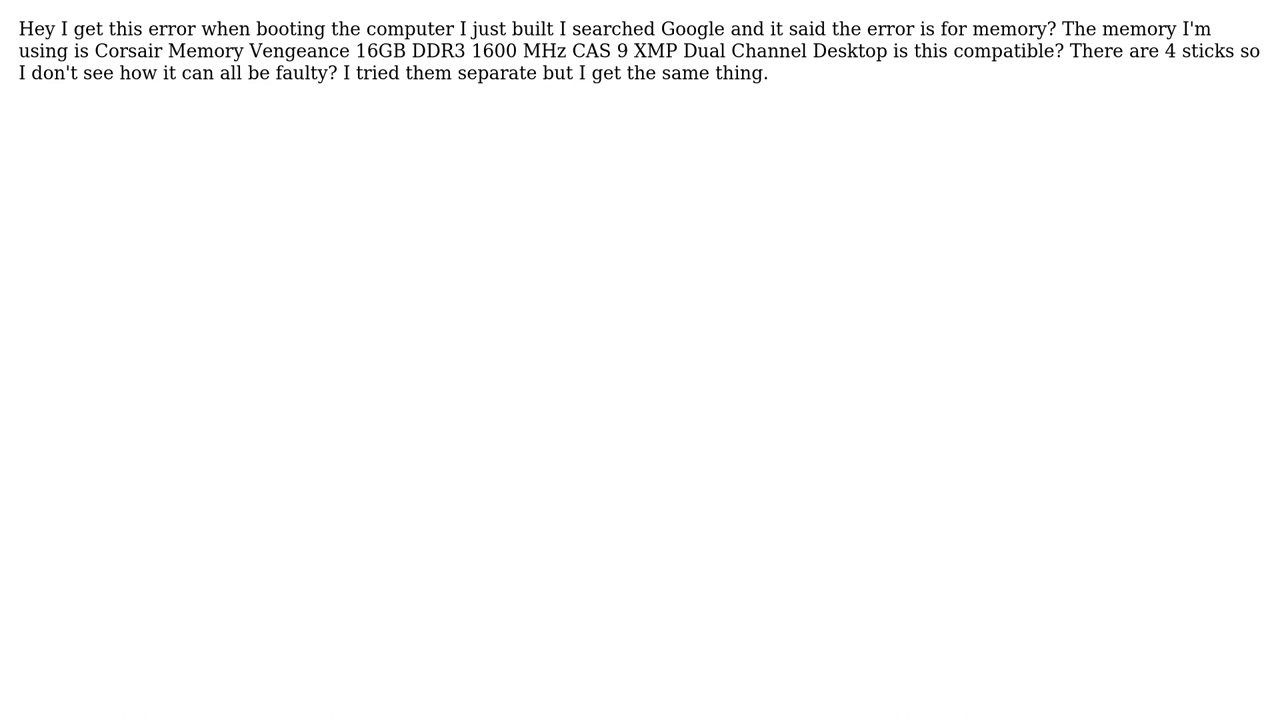 Hey I get this error when booting the computer I just built I searched Google and it said the error is for memory? The memory I'm
using is Corsair Memory Vengeance 16GB DDR3 1600 MHz CAS 9 XMP Dual Channel Desktop is this compatible? There are 4 sticks so
I don't see how it can all be faulty? I tried them separate but I get the same thing.